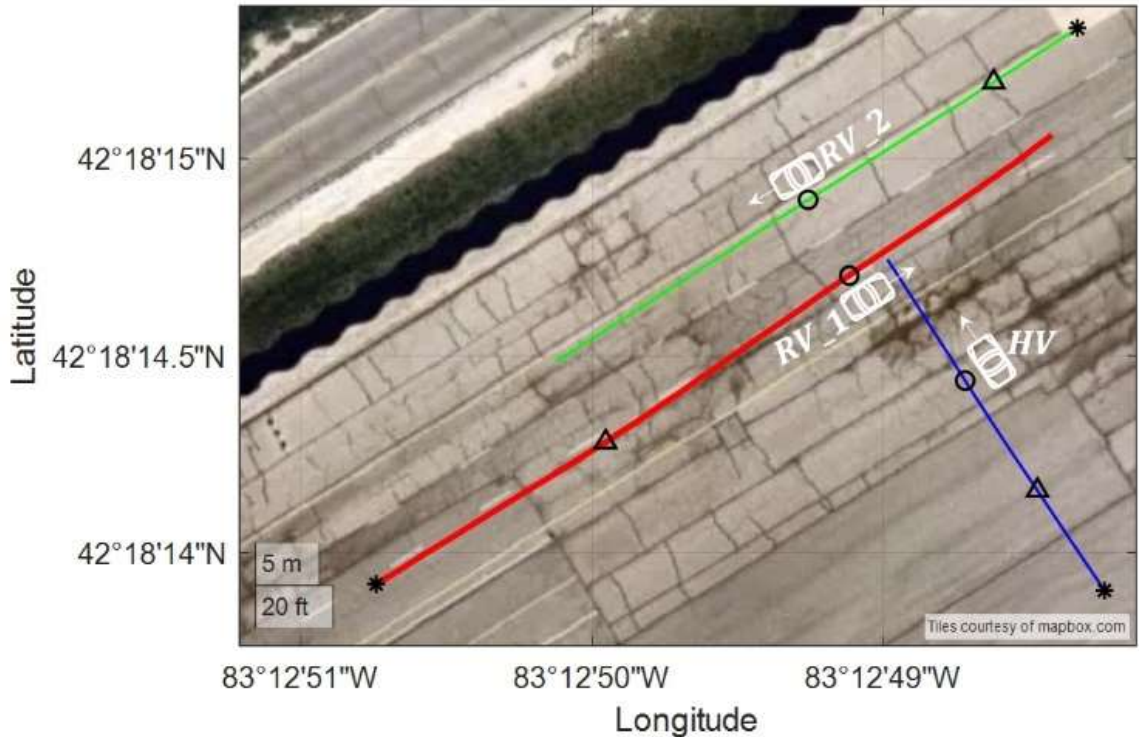 42°18'15"N
42°18'14.5"N
42°18'14"N
Latitude
RV_2
RV_1
HV
5 m
20 ft
Tiles courtesy of mapbox.com
83°12'51"W
83°12'50"W
83°12'49"W
Longitude